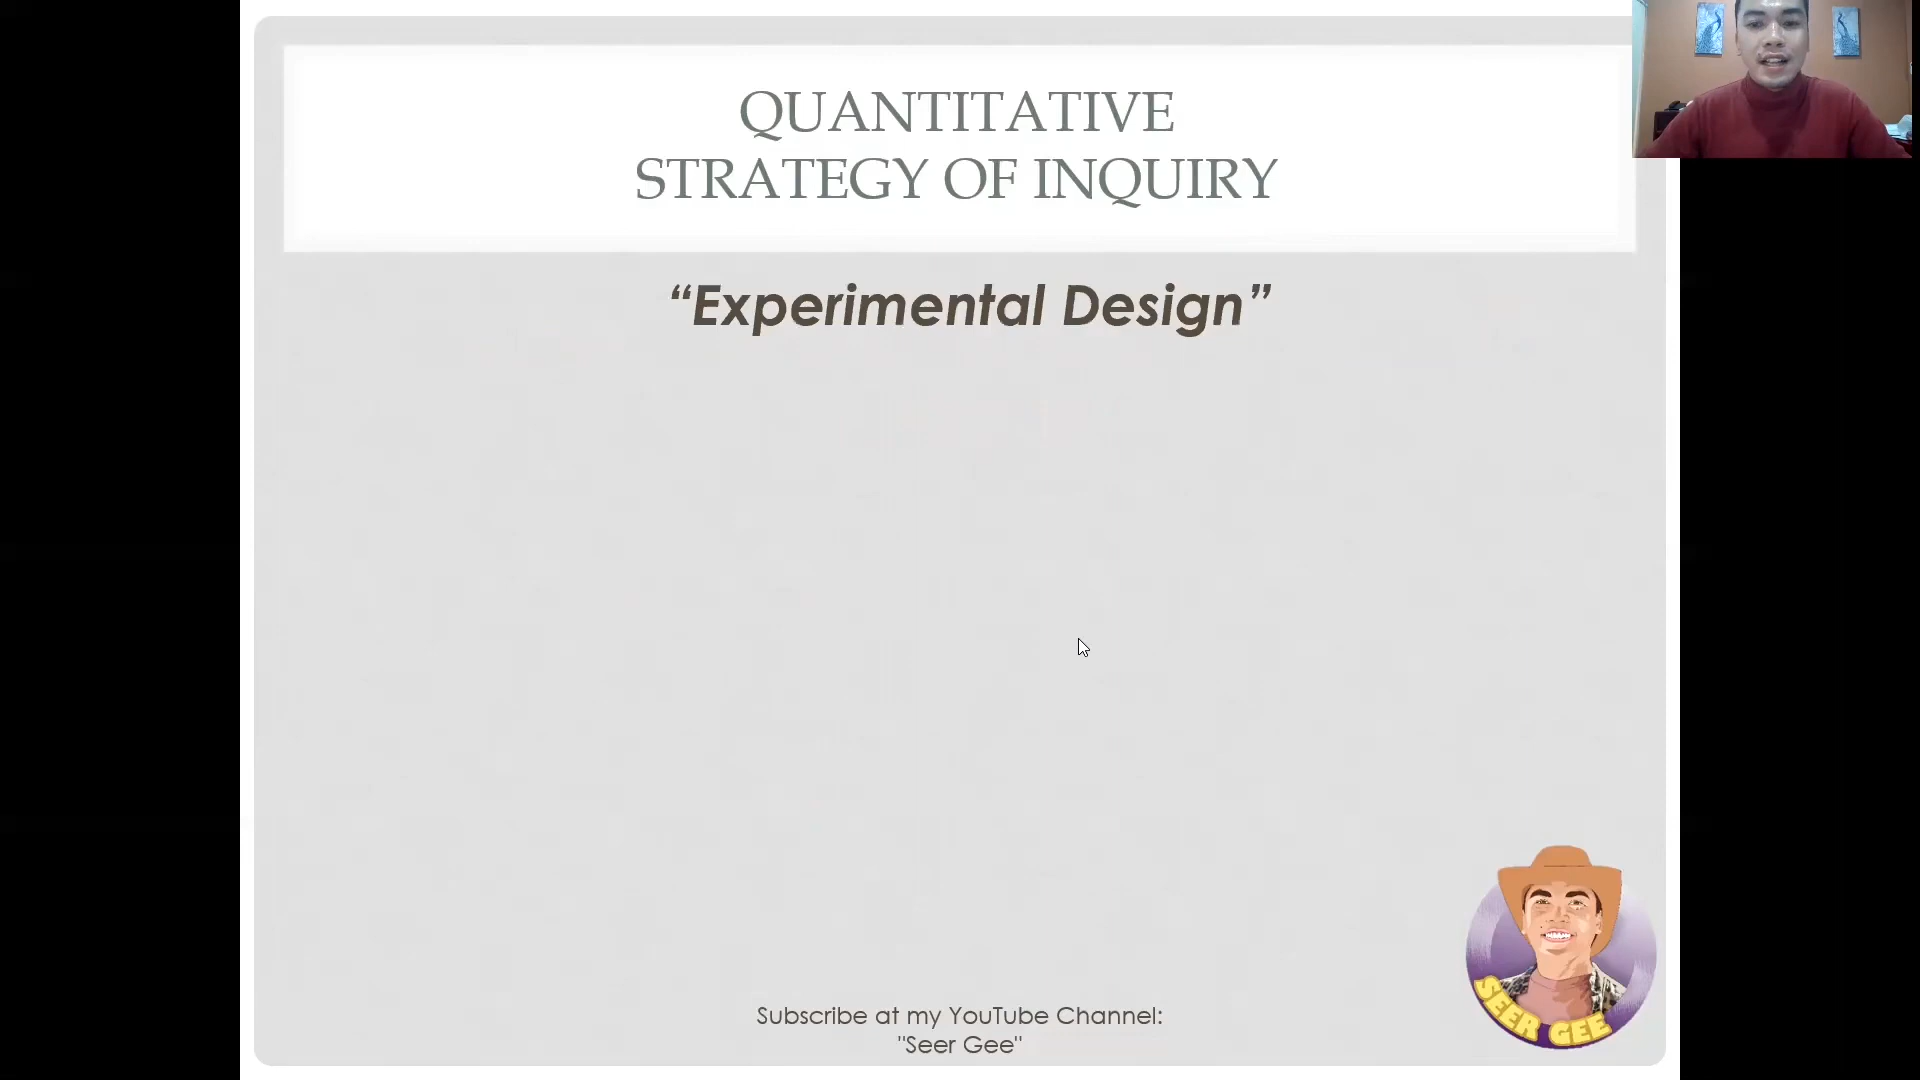 QUANTITATIVE
STRATEGY OF INQUIRY
“Experimental Design”
Subscribe at my YouTube Channel:
"Seer Gee"
SEER GEE